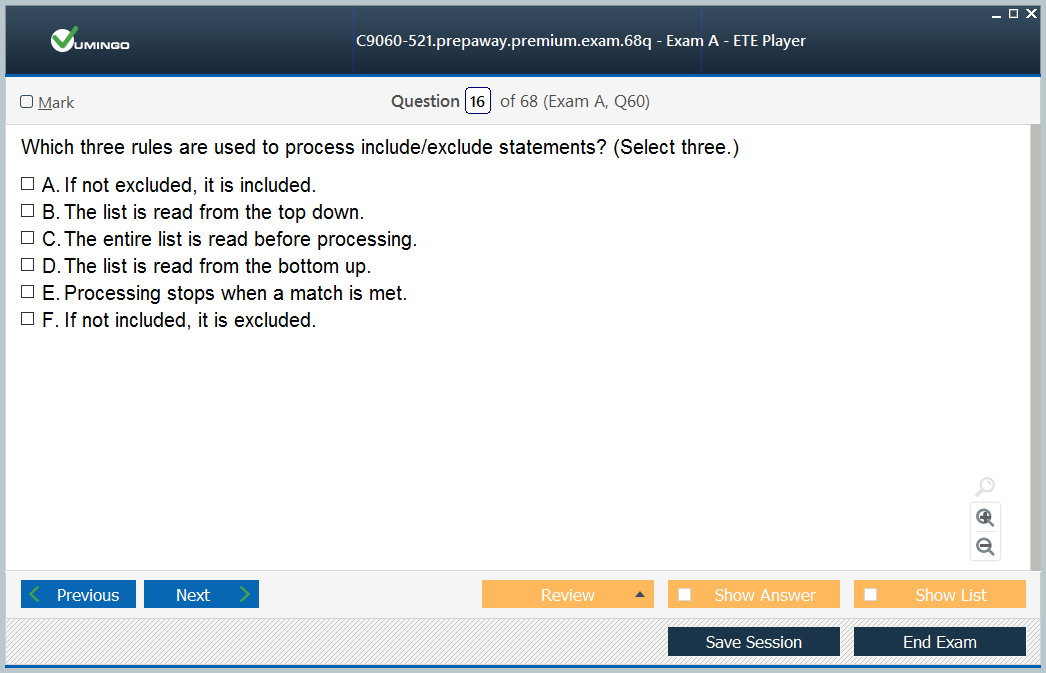 VUMINGO
C9060-521.prepaway.premium.exam.68q - Exam A - ETE Player
Mark
Question 16 of 68 (Exam A, Q60)
Which three rules are used to process include/exclude statements? (Select three.)
A. If not excluded, it is included.
B. The list is read from the top down.
C. The entire list is read before processing.
D. The list is read from the bottom up.
E. Processing stops when a match is met.
F. If not included, it is excluded.
Previous Next Review Show Answer Show List
Save Session End Exam